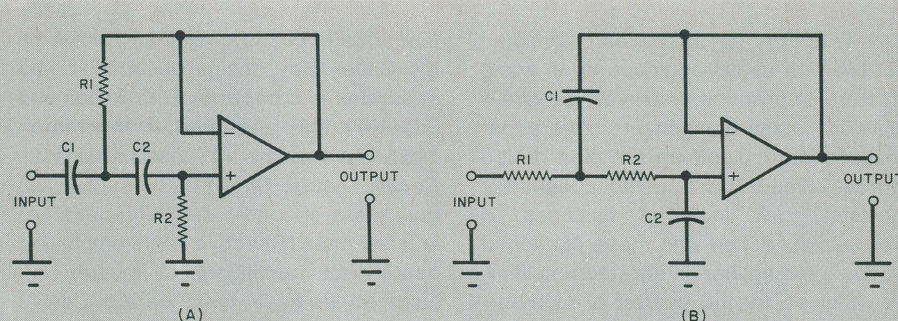 R1
C1 C2
−
+
INPUT
OUTPUT
R2
(A)
C1
R1 R2
−
+
INPUT
OUTPUT
C2
(B)